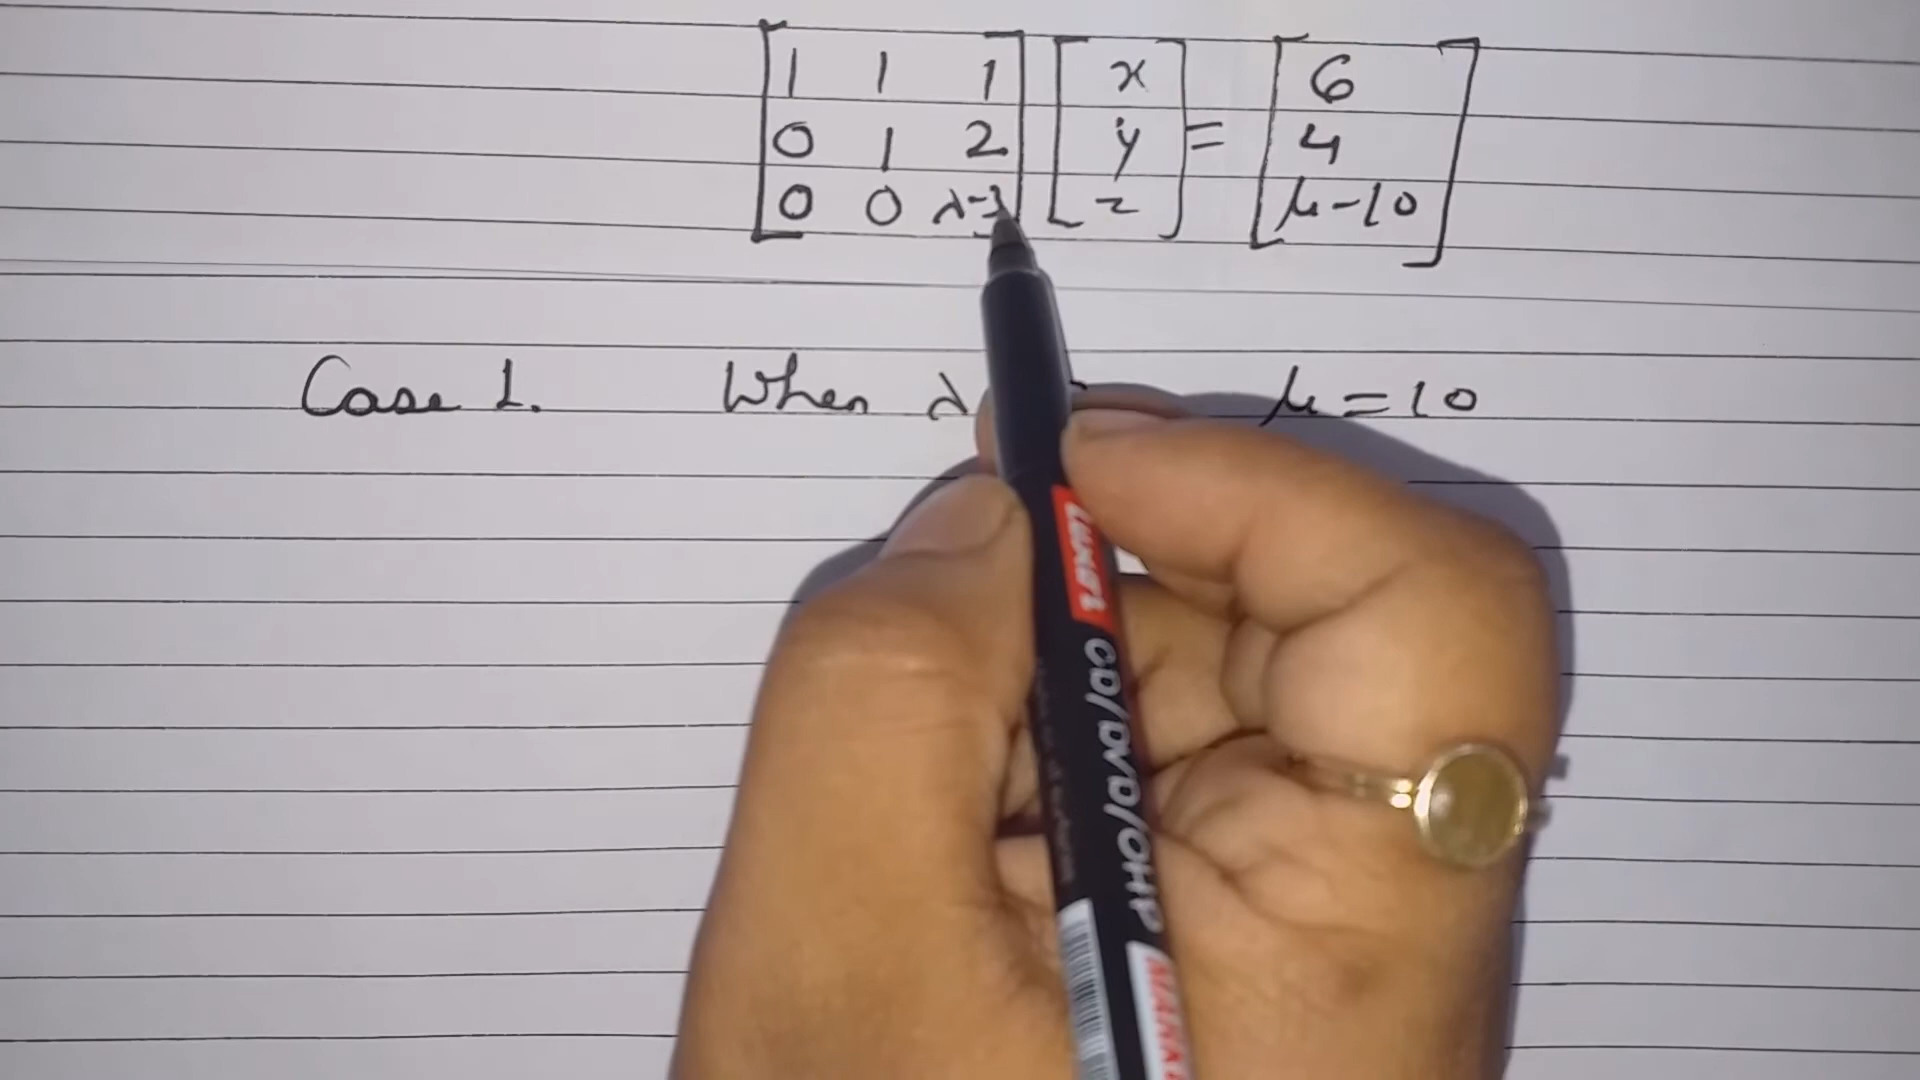 1 1 1 x 6
0 1 2 y = 4
0 0 λ-3 z μ-10
Case 1. When λ μ = 10
LUXOR
CD/DVD/OHP